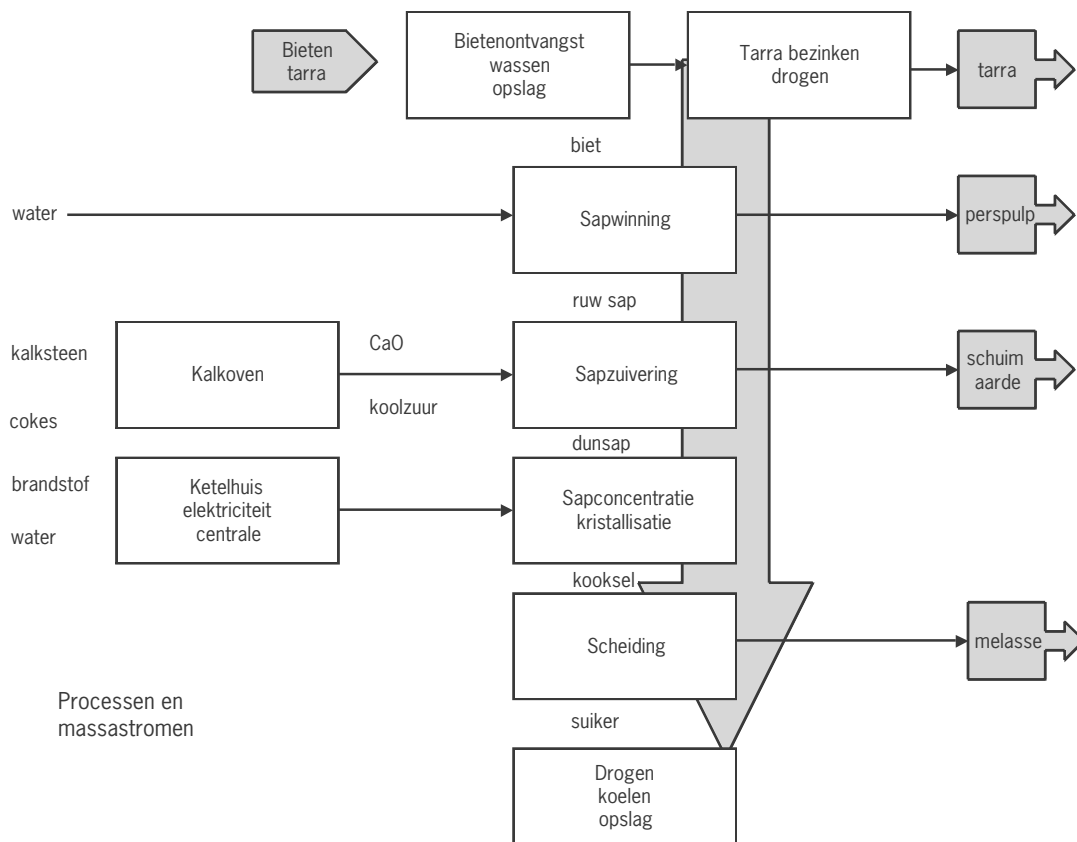 Bieten
tarra
Bietenontvangst
wassen
opslag
Tarra bezinken
drogen
tarra
biet
water
Sapwinning
perspulp
ruw sap
kalksteen
cokes
Kalkoven
CaO
koolzuur
Sapzuivering
schuim
aarde
dunsap
brandstof
water
Ketelhuis
elektriciteit
centrale
Sapconcentratie
kristallisatie
kooksel
Scheiding
melasse
Processen en
massastromen
suiker
Drogen
koelen
opslag